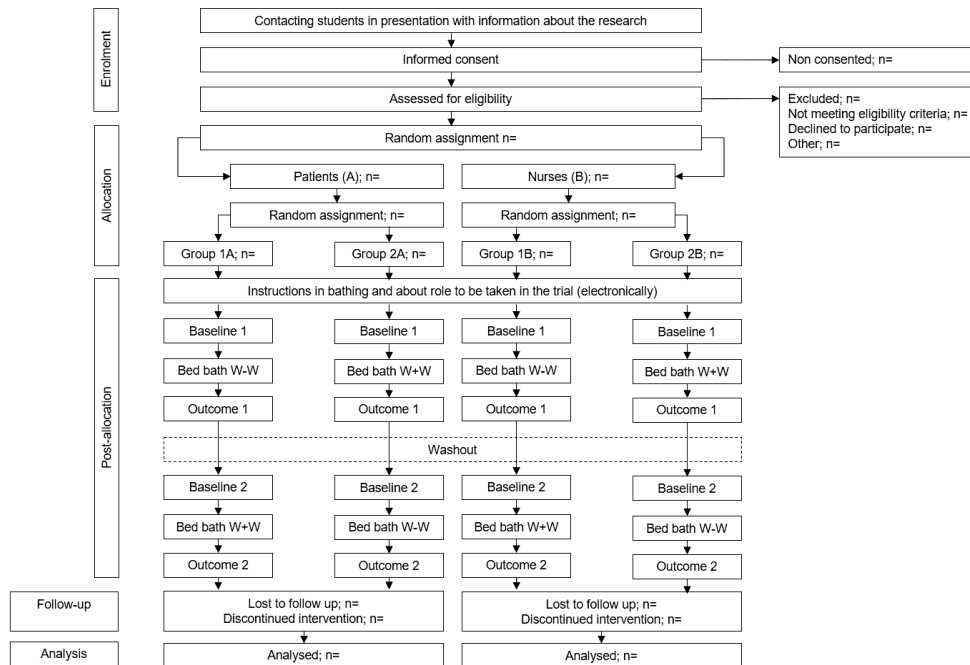 Enrolment
Contacting students in presentation with information about the research
Informed consent
Non consented; n=
Assessed for eligibility
Excluded; n=
Not meeting eligibility criteria; n=
Declined to participate; n=
Other; n=
Allocation
Random assignment n=
Patients (A); n=
Nurses (B); n=
Random assignment; n=
Random assignment; n=
Group 1A; n=
Group 2A; n=
Group 1B; n=
Group 2B; n=
Post-allocation
Instructions in bathing and about role to be taken in the trial (electronically)
Baseline 1
Baseline 1
Baseline 1
Baseline 1
Bed bath W-W
Bed bath W+W
Bed bath W-W
Bed bath W+W
Outcome 1
Outcome 1
Outcome 1
Outcome 1
Washout
Baseline 2
Baseline 2
Baseline 2
Baseline 2
Bed bath W+W
Bed bath W-W
Bed bath W+W
Bed bath W-W
Outcome 2
Outcome 2
Outcome 2
Outcome 2
Follow-up
Lost to follow up; n=
Discontinued intervention; n=
Lost to follow up; n=
Discontinued intervention; n=
Analysis
Analysed; n=
Analysed; n=